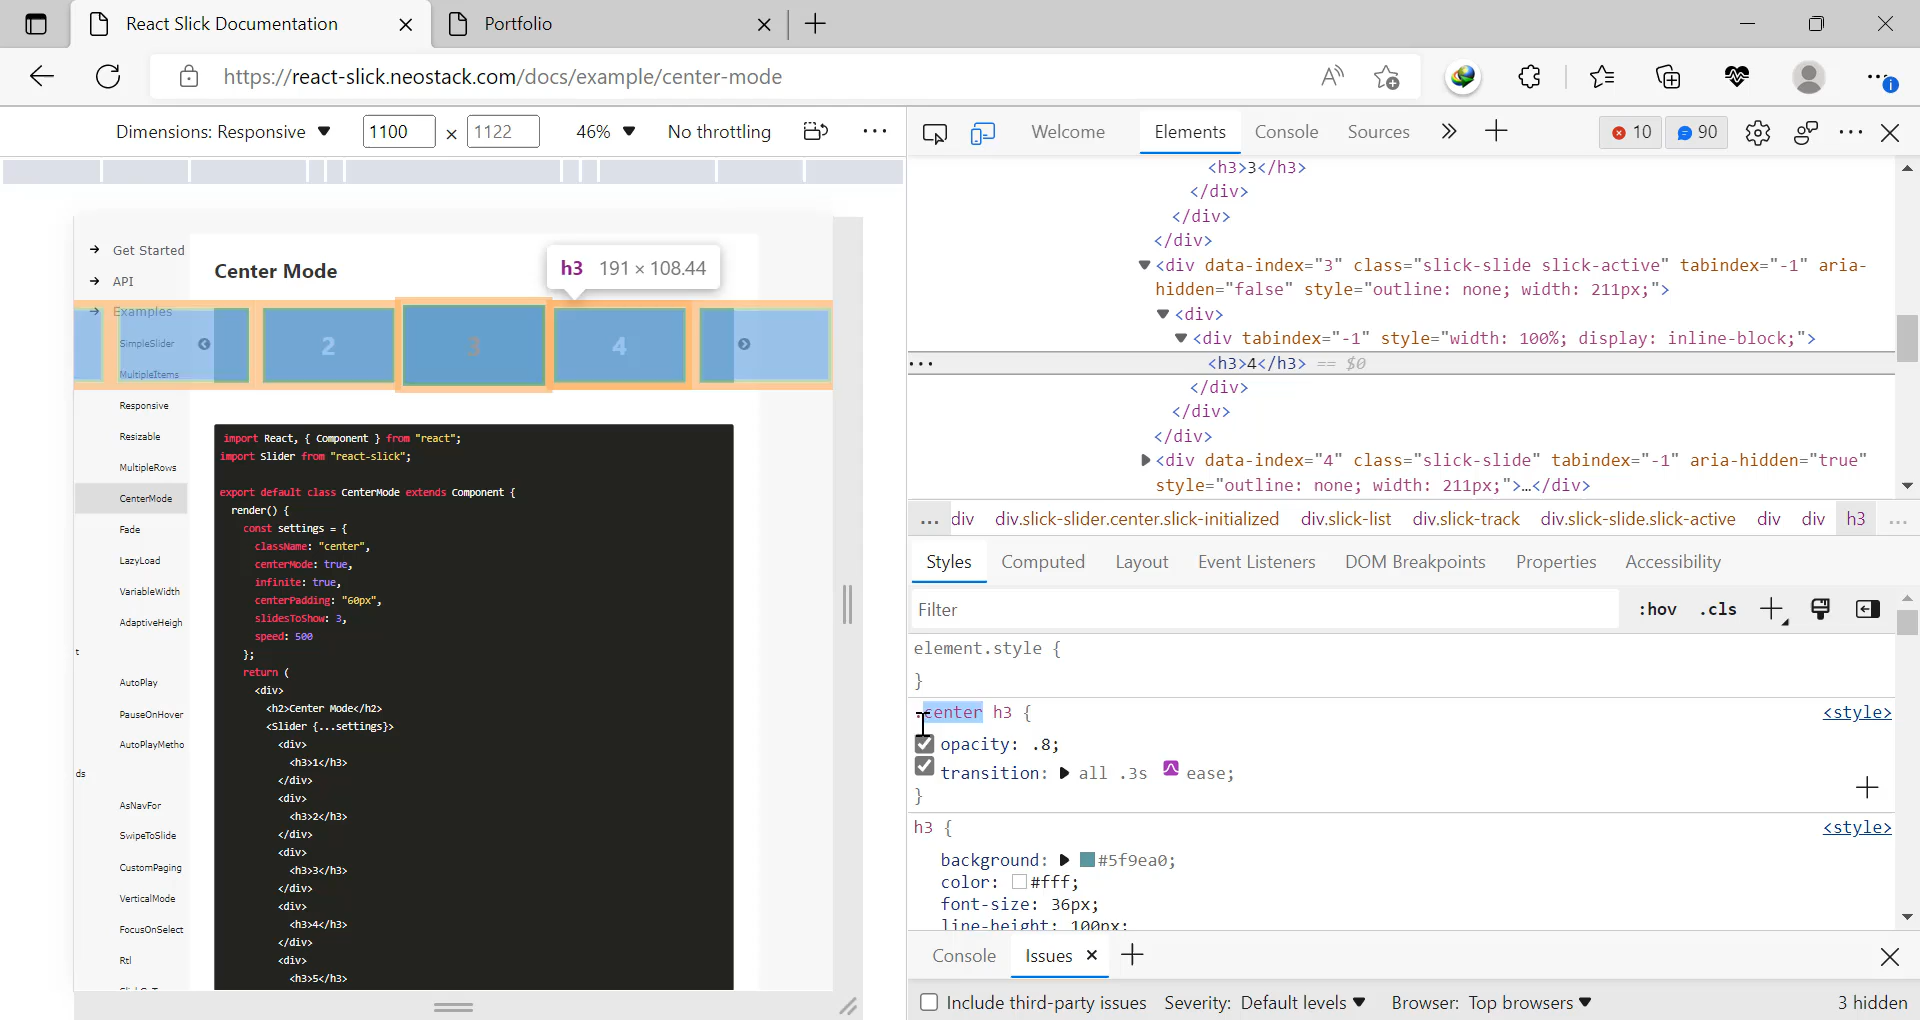 React Slick Documentation
Portfolio
https://react-slick.neostack.com/docs/example/center-mode
Dimensions: Responsive
1100 × 1122
46%
No throttling
Welcome
Elements
Console
Sources
10
90
Get Started
API
Examples
SimpleSlider
MultipleItems
Responsive
Resizable
MultipleRows
CenterMode
Fade
LazyLoad
VariableWidth
AdaptiveHeigh
t
AutoPlay
PauseOnHover
AutoPlayMetho
ds
AsNavFor
SwipeToSlide
CustomPaging
VerticalMode
FocusOnSelect
Rtl
Center Mode
h3 191 × 108.44
2
3
4
import React, { Component } from "react";
import Slider from "react-slick";
export default class CenterMode extends Component {
render() {
const settings = {
className: "center",
centerMode: true,
infinite: true,
centerPadding: "60px",
slidesToShow: 3,
speed: 500
};
return (
<div>
<h2>Center Mode</h2>
<Slider {...settings}>
<div>
<h3>1</h3>
</div>
<div>
<h3>2</h3>
</div>
<div>
<h3>3</h3>
</div>
<div>
<h3>4</h3>
</div>
<div>
<h3>5</h3>
<h3>3</h3>
</div>
</div>
</div>
<div data-index="3" class="slick-slide slick-active" tabindex="-1" aria-
hidden="false" style="outline: none; width: 211px;">
<div>
<div tabindex="-1" style="width: 100%; display: inline-block;">
<h3>4</h3> == $0
</div>
</div>
</div>
<div data-index="4" class="slick-slide" tabindex="-1" aria-hidden="true"
style="outline: none; width: 211px;">…</div>
... div div.slick-slider.center.slick-initialized div.slick-list div.slick-track div.slick-slide.slick-active div div h3 ...
Styles Computed Layout Event Listeners DOM Breakpoints Properties Accessibility
Filter
:hov .cls
element.style {
}
.center h3 {
<style>
opacity: .8;
transition: all .3s ease;
}
h3 {
<style>
background: #5f9ea0;
color: #fff;
font-size: 36px;
line-height: 100px;
Console
Issues
Include third-party issues
Severity: Default levels
Browser: Top browsers
3 hidden